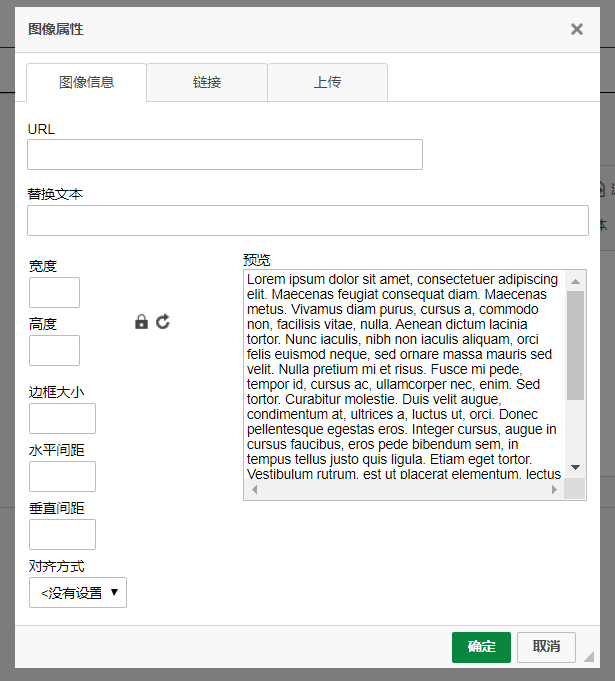 图像属性
图像信息
链接
上传
URL
替换文本
宽度
高度
边框大小
水平间距
垂直间距
对齐方式
<没有设置
预览
Lorem ipsum dolor sit amet, consectetuer adipiscing
elit. Maecenas feugiat consequat diam. Maecenas
metus. Vivamus diam purus, cursus a, commodo
non, facilisis vitae, nulla. Aenean dictum lacinia
tortor. Nunc iaculis, nibh non iaculis aliquam, orci
felis euismod neque, sed ornare massa mauris sed
velit. Nulla pretium mi et risus. Fusce mi pede,
tempor id, cursus ac, ullamcorper nec, enim. Sed
tortor. Curabitur molestie. Duis velit augue,
condimentum at, ultrices a, luctus ut, orci. Donec
pellentesque egestas eros. Integer cursus, augue in
cursus faucibus, eros pede bibendum sem, in
tempus tellus justo quis ligula. Etiam eget tortor.
Vestibulum rutrum, est ut placerat elementum, lectus
确定
取消
体